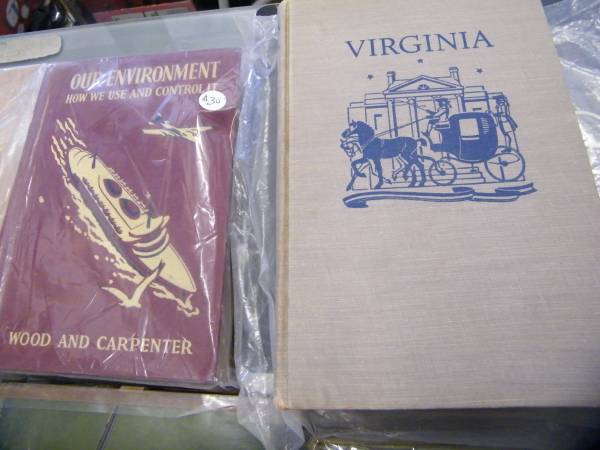 OUR ENVIRONMENT
HOW WE USE AND CONTROL IT
WOOD AND CARPENTER
VIRGINIA